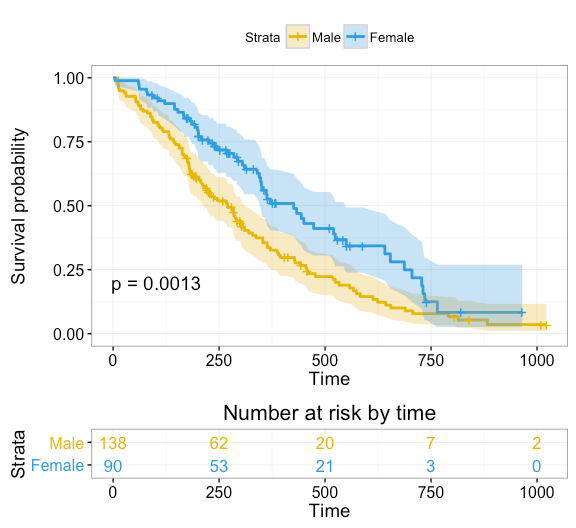 Strata Male Female
Survival probability
1.00
0.75
0.50
0.25
0.00
p = 0.0013
0 250 500 750 1000
Time
Number at risk by time
Strata
Male 138 62 20 7 2
Female 90 53 21 3 0
0 250 500 750 1000
Time